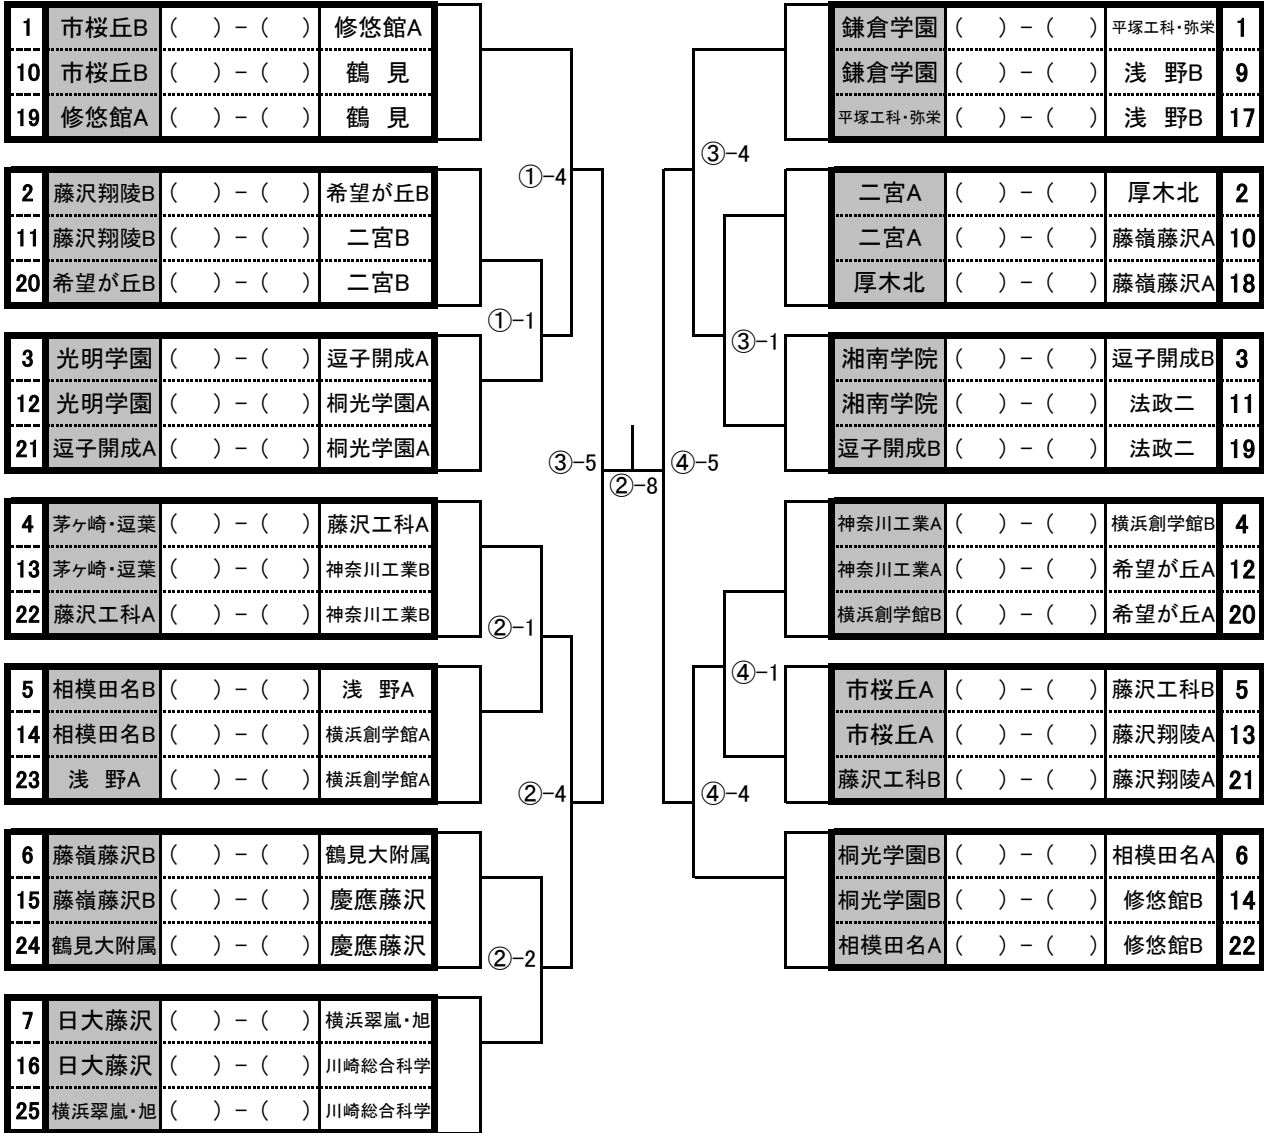 1 市桜丘B (　) − (　) 修悠館A
10 市桜丘B (　) − (　) 鶴 見
19 修悠館A (　) − (　) 鶴 見
①−4
2 藤沢翔陵B (　) − (　) 希望が丘B
11 藤沢翔陵B (　) − (　) 二宮B
20 希望が丘B (　) − (　) 二宮B
①−1
3 光明学園 (　) − (　) 逗子開成A
12 光明学園 (　) − (　) 桐光学園A
21 逗子開成A (　) − (　) 桐光学園A
③−5
4 茅ヶ崎・逗葉 (　) − (　) 藤沢工科A
13 茅ヶ崎・逗葉 (　) − (　) 神奈川工業B
22 藤沢工科A (　) − (　) 神奈川工業B
②−1
5 相模田名B (　) − (　) 浅 野A
14 相模田名B (　) − (　) 横浜創学館A
23 浅 野A (　) − (　) 横浜創学館A
②−4
6 藤嶺藤沢B (　) − (　) 鶴見大附属
15 藤嶺藤沢B (　) − (　) 慶應藤沢
24 鶴見大附属 (　) − (　) 慶應藤沢
②−2
7 日大藤沢 (　) − (　) 横浜翠嵐・旭
16 日大藤沢 (　) − (　) 川崎総合科学
25 横浜翠嵐・旭 (　) − (　) 川崎総合科学
②−8
鎌倉学園 (　) − (　) 平塚工科・弥栄 1
鎌倉学園 (　) − (　) 浅 野B 9
平塚工科・弥栄 (　) − (　) 浅 野B 17
③−4
二宮A (　) − (　) 厚木北 2
二宮A (　) − (　) 藤嶺藤沢A 10
厚木北 (　) − (　) 藤嶺藤沢A 18
③−1
湘南学院 (　) − (　) 逗子開成B 3
湘南学院 (　) − (　) 法政二 11
逗子開成B (　) − (　) 法政二 19
④−5
神奈川工業A (　) − (　) 横浜創学館B 4
神奈川工業A (　) − (　) 希望が丘A 12
横浜創学館B (　) − (　) 希望が丘A 20
④−1
市桜丘A (　) − (　) 藤沢工科B 5
市桜丘A (　) − (　) 藤沢翔陵A 13
藤沢工科B (　) − (　) 藤沢翔陵A 21
④−4
桐光学園B (　) − (　) 相模田名A 6
桐光学園B (　) − (　) 修悠館B 14
相模田名A (　) − (　) 修悠館B 22